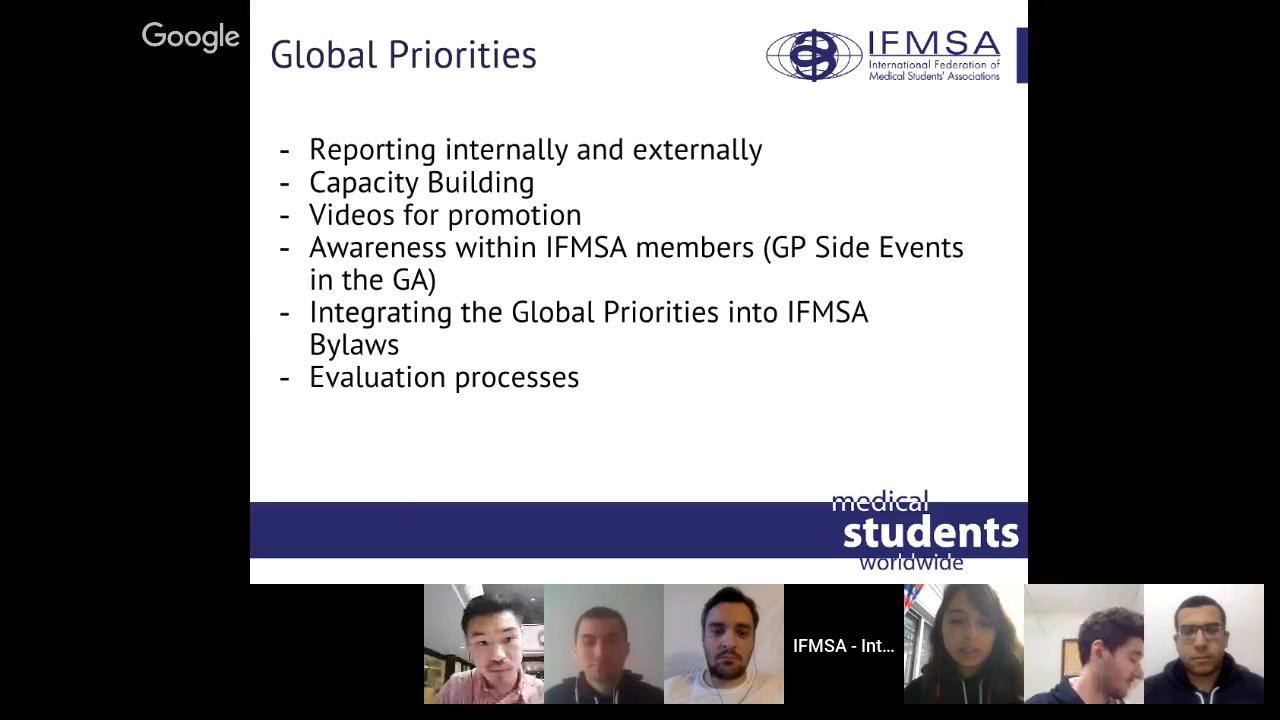 Google
Global Priorities
IFMSA
International Federation of
Medical Students' Associations
- Reporting internally and externally
- Capacity Building
- Videos for promotion
- Awareness within IFMSA members (GP Side Events
in the GA)
- Integrating the Global Priorities into IFMSA
Bylaws
- Evaluation processes
medical
students
worldwide
IFMSA - Int...